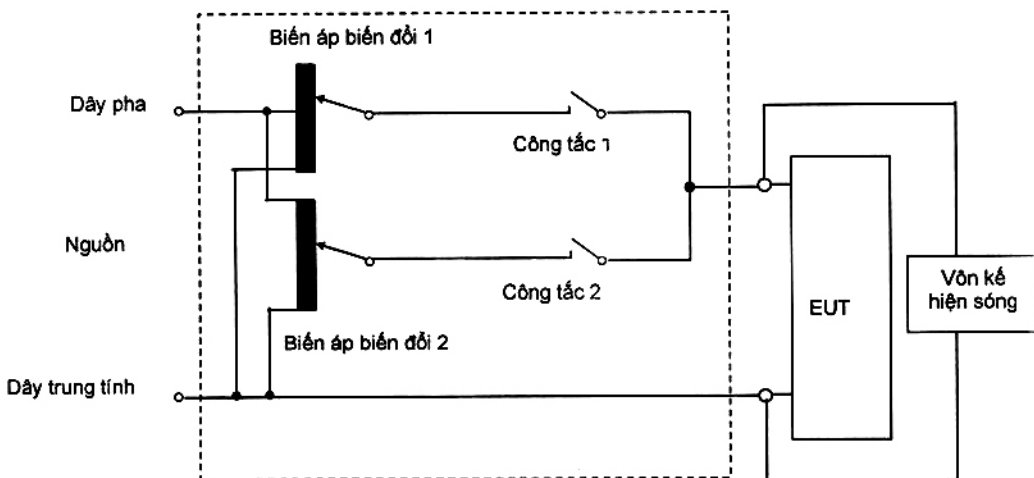 Biến áp biến đổi 1
Dây pha
Công tắc 1
Nguồn
Công tắc 2
Vôn kế
hiện sóng
EUT
Biến áp biến đổi 2
Dây trung tính